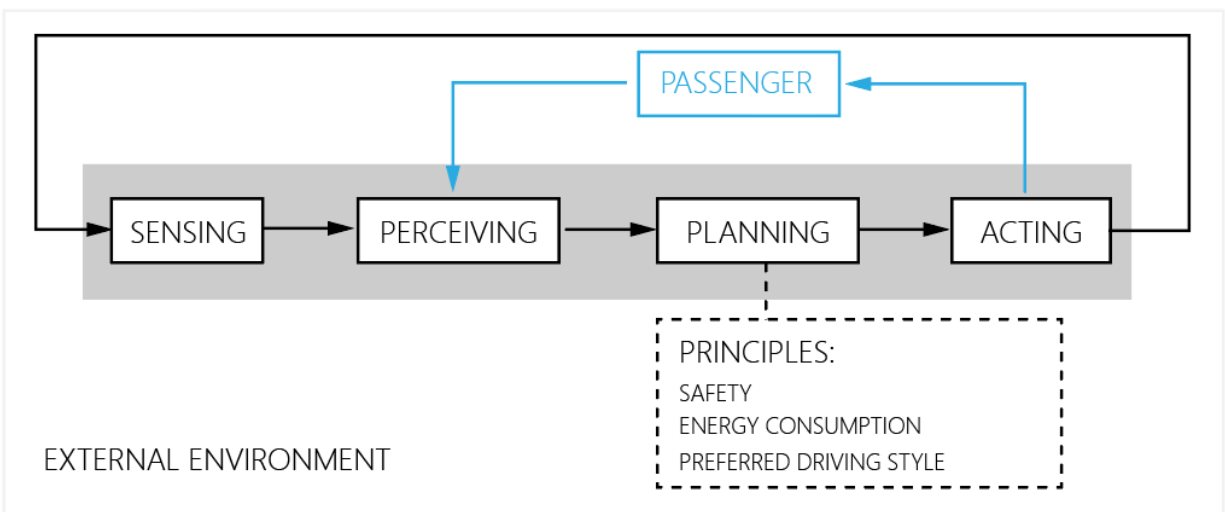 PASSENGER
SENSING
PERCEIVING
PLANNING
ACTING
PRINCIPLES:
SAFETY
ENERGY CONSUMPTION
PREFERRED DRIVING STYLE
EXTERNAL ENVIRONMENT